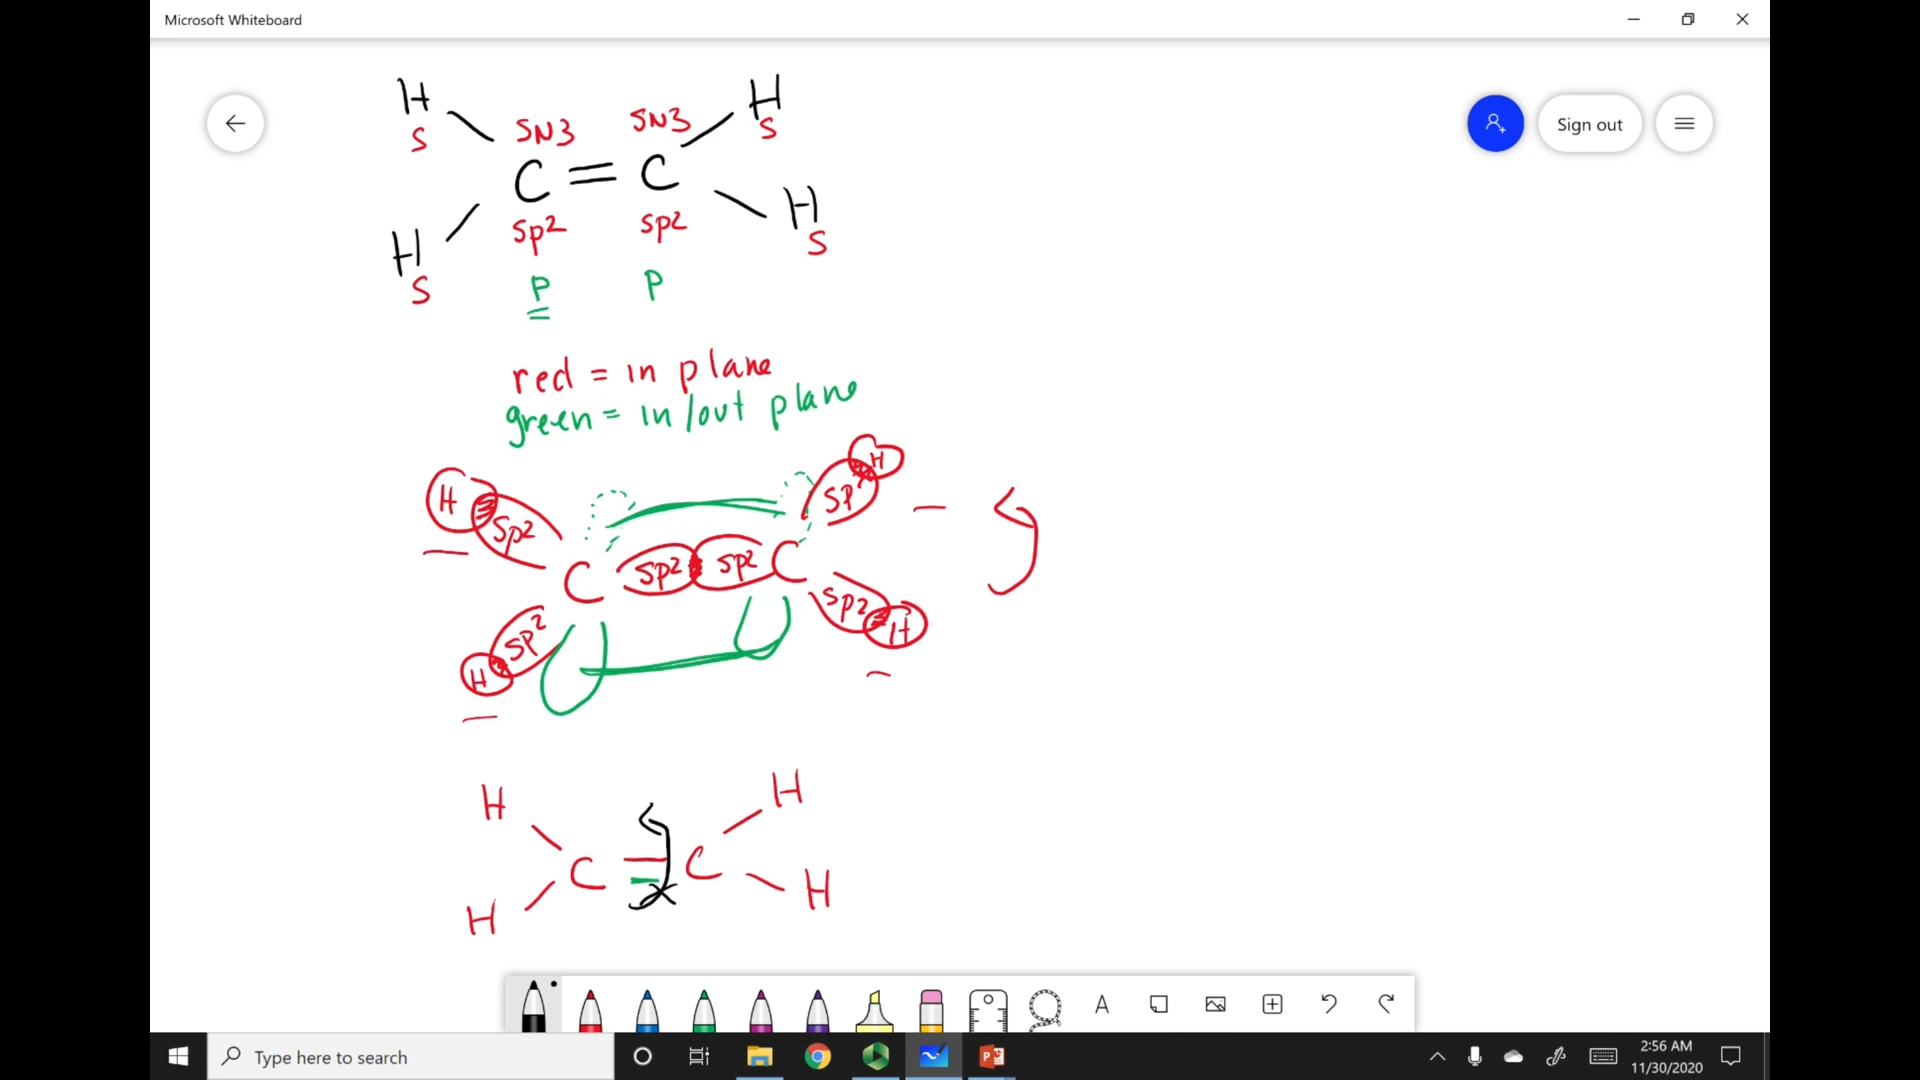 Microsoft Whiteboard
Sign out
H H
S SN3 SN3 S
C = C
H sp2 sp2 H
S P P S
red = in plane
green = in/out plane
H sp2 sp2 H
C sp2 sp2 C
H sp2 sp2 H
H H
C = C
H H
A
Type here to search
2:56 AM
11/30/2020